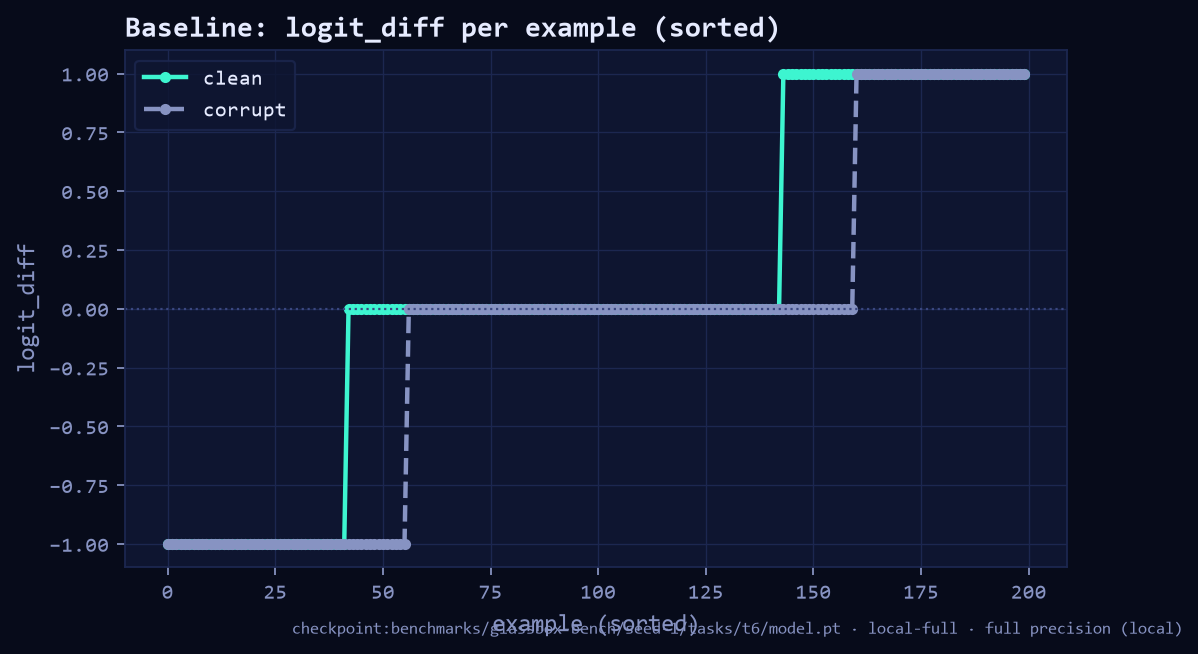 Baseline: logit_diff per example (sorted)
clean
corrupt
1.00
0.75
0.50
0.25
0.00
−0.25
−0.50
−0.75
−1.00
logit_diff
0 25 50 75 100 125 150 175 200
example (sorted)
checkpoint:benchmarks/glassbox-bench/seed-1/tasks/t6/model.pt · local-full · full precision (local)